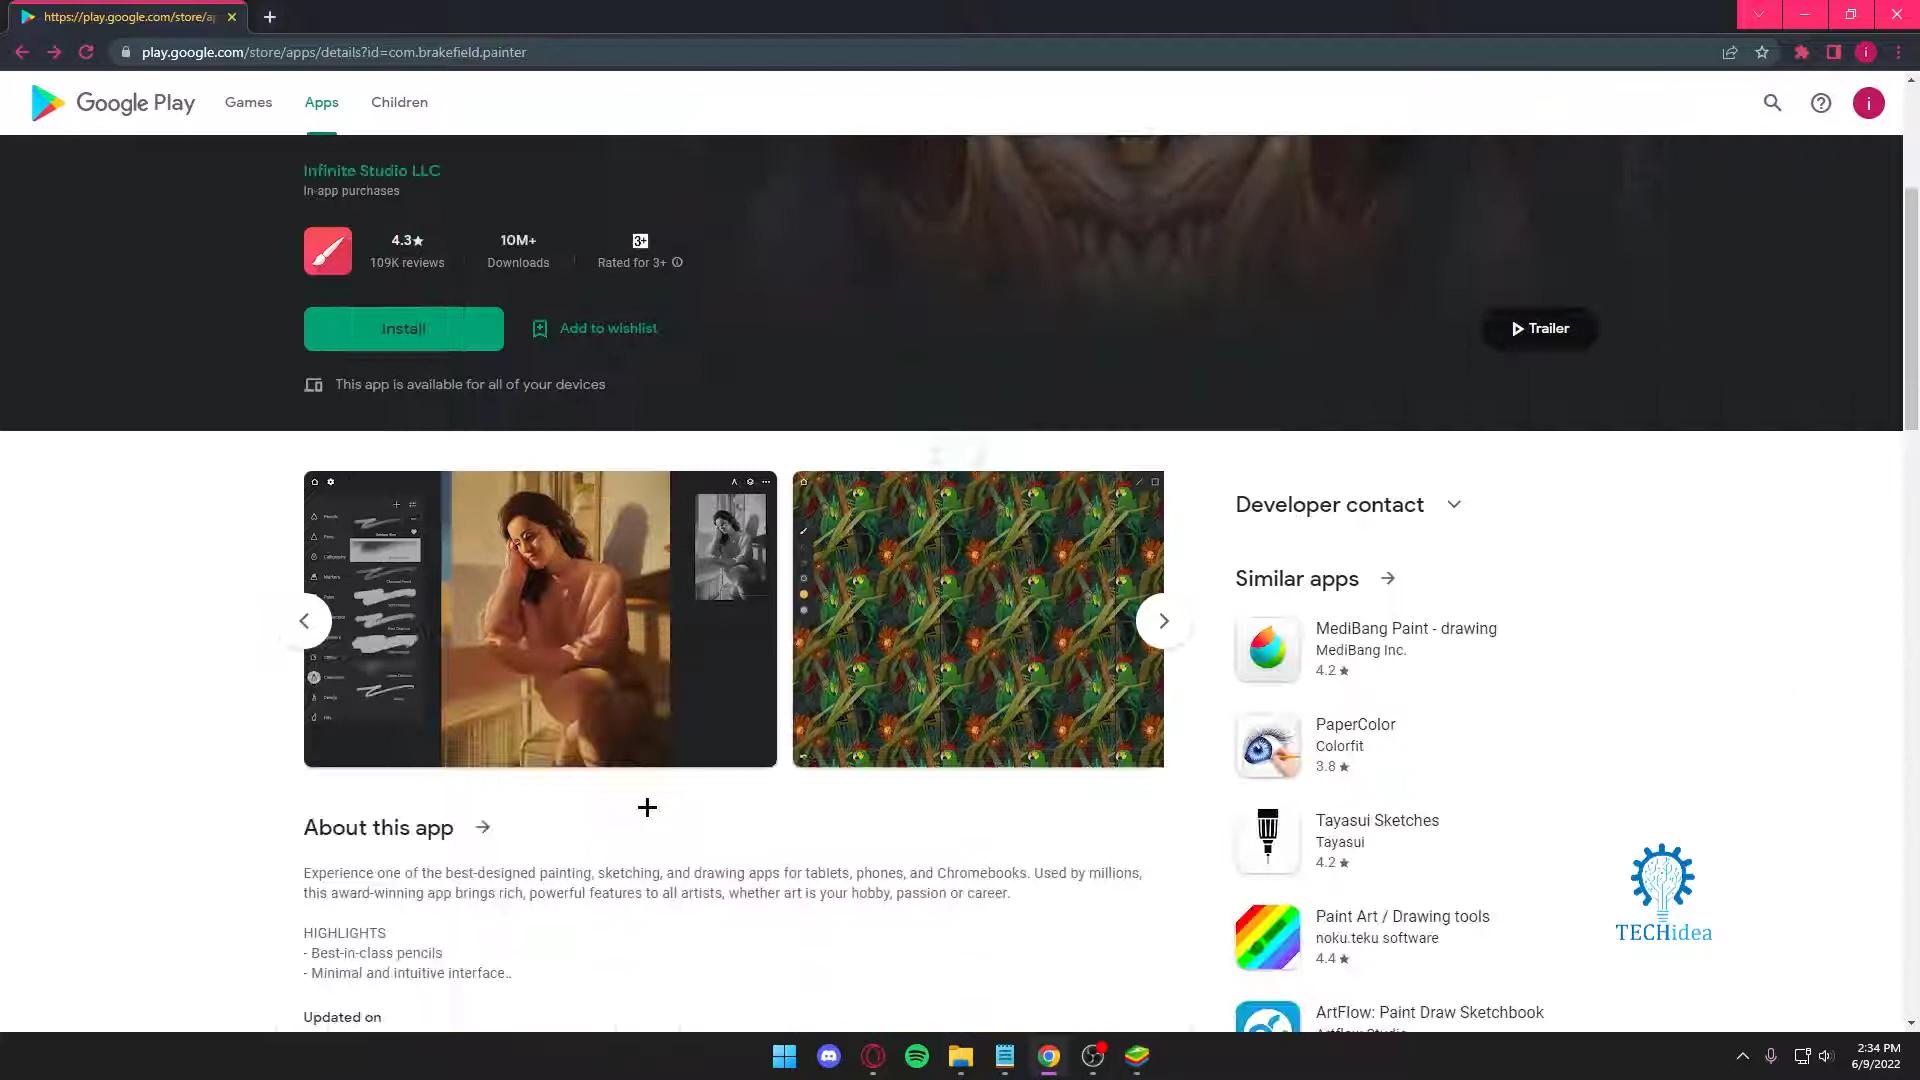 https://play.google.com/store/ap
play.google.com/store/apps/details?id=com.brakefield.painter
i
Google Play
Games
Apps
Children
i
Infinite Studio LLC
In-app purchases
4.3★
109K reviews
10M+
Downloads
3+
Rated for 3+
Install
Add to wishlist
Trailer
This app is available for all of your devices
Pencils
Pens
Calligraphy
Markers
Developer contact
Similar apps
MediBang Paint - drawing
MediBang Inc.
4.2 ★
PaperColor
Colorfit
3.8 ★
Tayasui Sketches
Tayasui
4.2 ★
Paint Art / Drawing tools
noku.teku software
4.4 ★
ArtFlow: Paint Draw Sketchbook
Artflow Studio
About this app
Experience one of the best-designed painting, sketching, and drawing apps for tablets, phones, and Chromebooks. Used by millions,
this award-winning app brings rich, powerful features to all artists, whether art is your hobby, passion or career.
HIGHLIGHTS
- Best-in-class pencils
- Minimal and intuitive interface..
Updated on
TECHidea
2:34 PM
6/9/2022